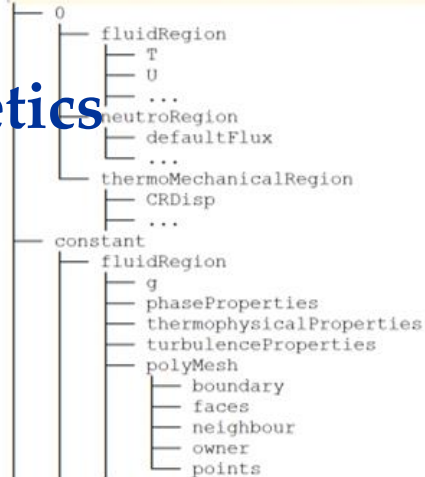 0
fluidRegion
T
U
...
etics
neutroRegion
defaultFlux
...
thermoMechanicalRegion
CRDisp
...
constant
fluidRegion
g
phaseProperties
thermophysicalProperties
turbulenceProperties
polyMesh
boundary
faces
neighbour
owner
points